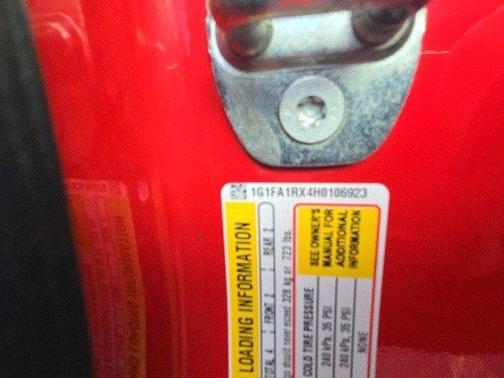 1G1FA1RX4H0106923
LOADING INFORMATION
TOTAL 4 | FRONT 2 | REAR 2
should never exceed 328 kg or 723 lbs.
SEE OWNER'S
MANUAL FOR
ADDITIONAL
INFORMATION
COLD TIRE PRESSURE
240 kPa, 35 PSI
240 kPa, 35 PSI
NONE